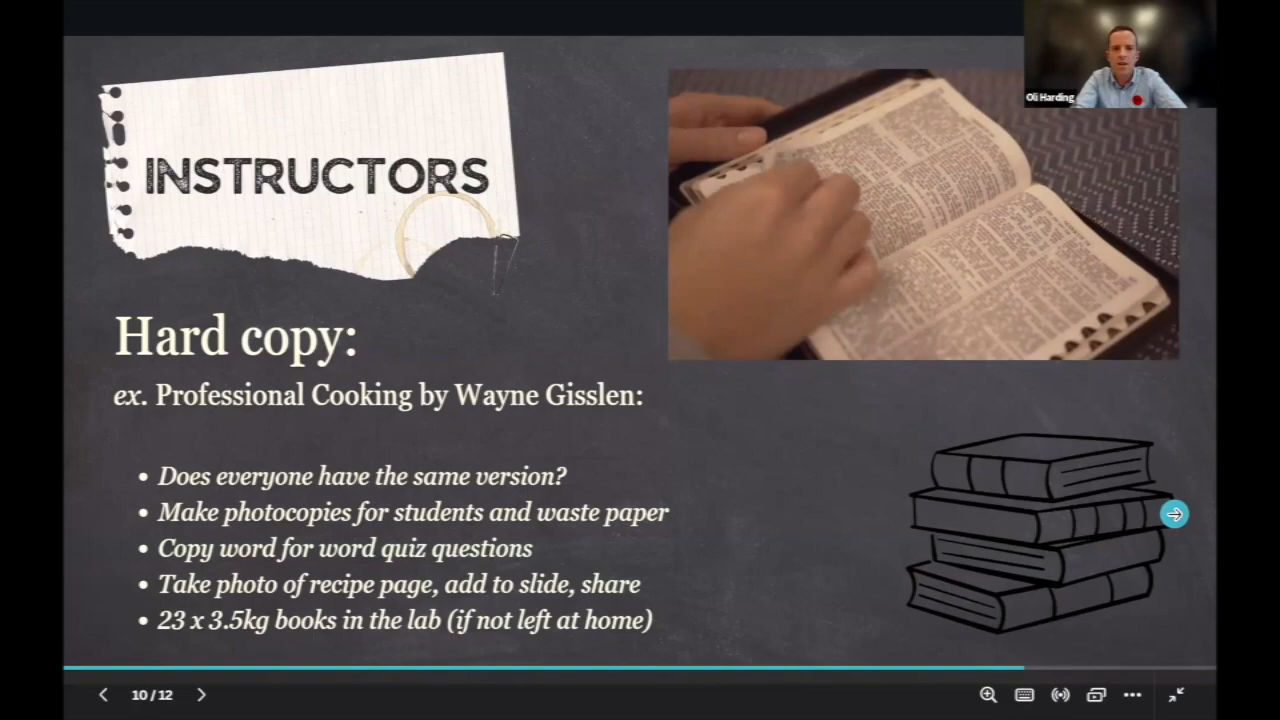 Oli Harding
INSTRUCTORS
Hard copy:
ex. Professional Cooking by Wayne Gisslen:
• Does everyone have the same version?
• Make photocopies for students and waste paper
• Copy word for word quiz questions
• Take photo of recipe page, add to slide, share
• 23 x 3.5kg books in the lab (if not left at home)
10 / 12